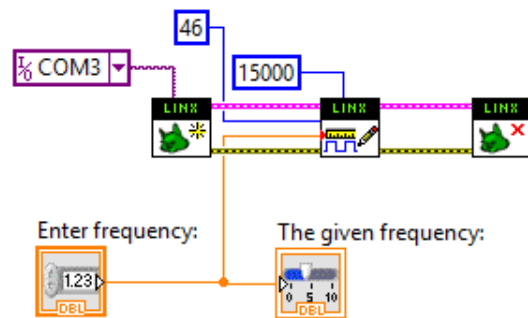 46
I/O COM3
15000
LINX LINX LINX
Enter frequency: The given frequency:
1.23
0 5 10
DBL DBL